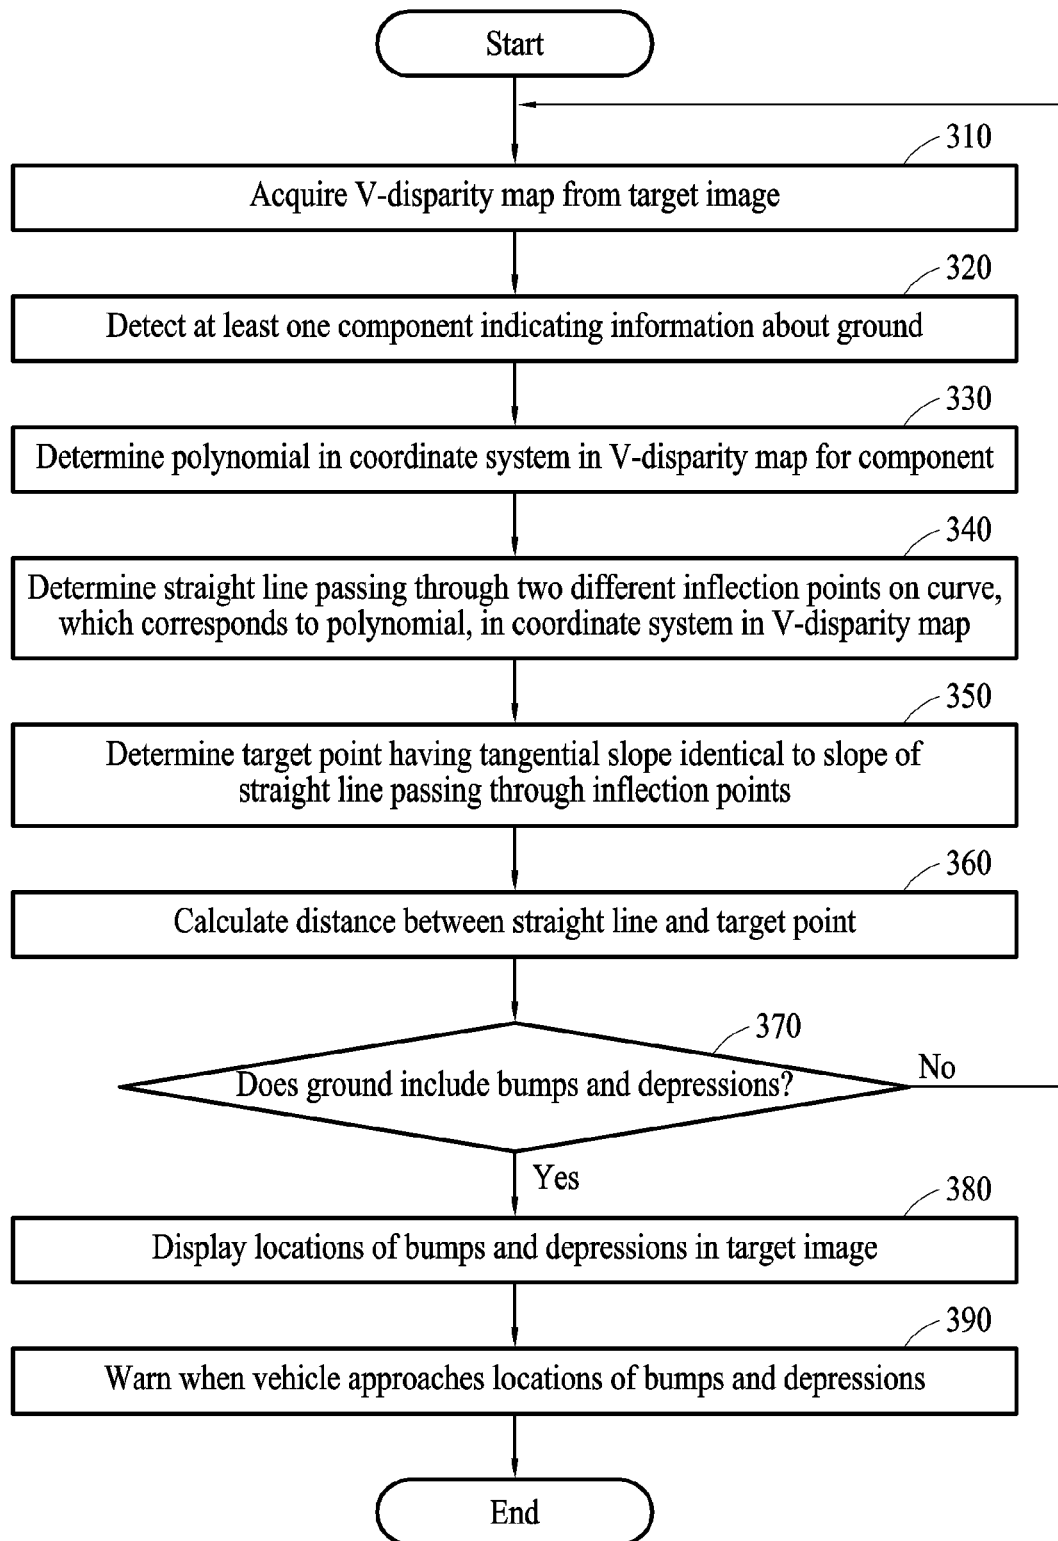 Start
310
Acquire V-disparity map from target image
320
Detect at least one component indicating information about ground
330
Determine polynomial in coordinate system in V-disparity map for component
340
Determine straight line passing through two different inflection points on curve,
which corresponds to polynomial, in coordinate system in V-disparity map
350
Determine target point having tangential slope identical to slope of
straight line passing through inflection points
360
Calculate distance between straight line and target point
370
Does ground include bumps and depressions?
No
Yes
380
Display locations of bumps and depressions in target image
390
Warn when vehicle approaches locations of bumps and depressions
End